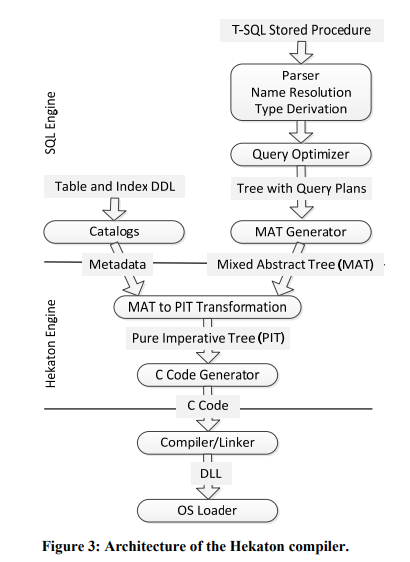 T-SQL Stored Procedure
Parser
Name Resolution
Type Derivation
SQL Engine
Query Optimizer
Table and Index DDL
Tree with Query Plans
Catalogs
MAT Generator
Metadata
Mixed Abstract Tree (MAT)
MAT to PIT Transformation
Hekaton Engine
Pure Imperative Tree (PIT)
C Code Generator
C Code
Compiler/Linker
DLL
OS Loader
Figure 3: Architecture of the Hekaton compiler.